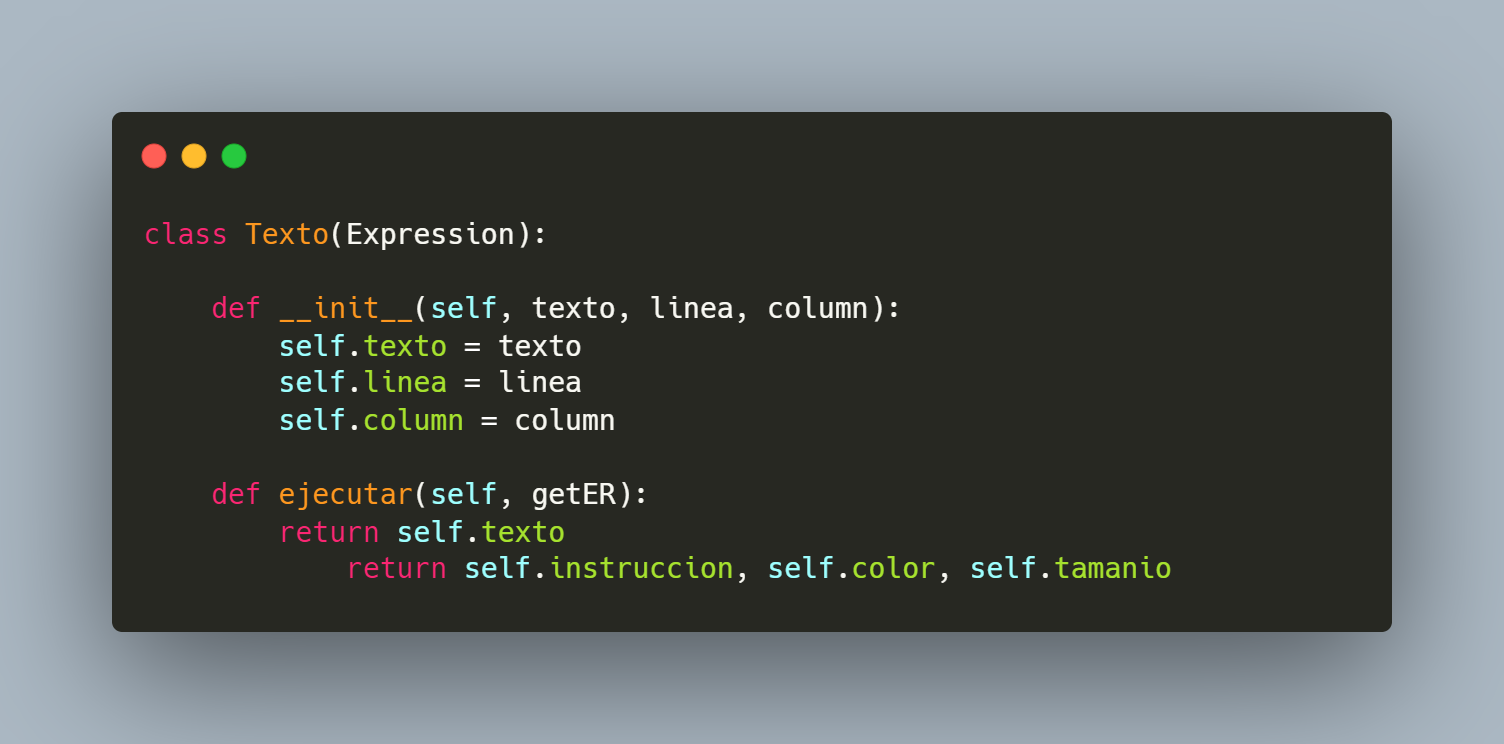 class Texto(Expression):
    def __init__(self, texto, linea, column):
        self.texto = texto
        self.linea = linea
        self.column = column
    def ejecutar(self, getER):
        return self.texto
            return self.instruccion, self.color, self.tamanio